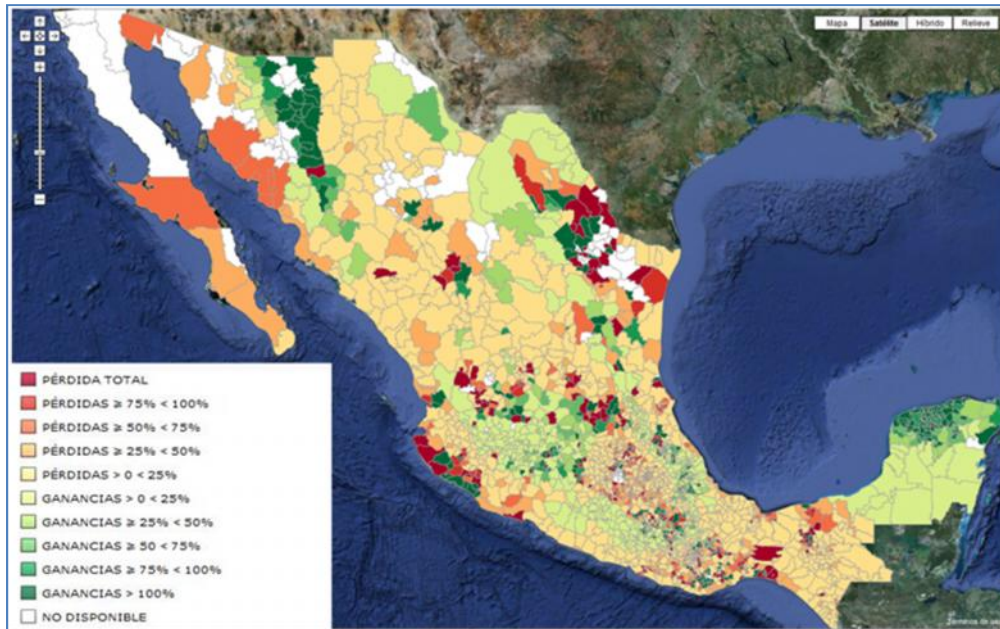 Mapa Satélite Híbrido Relieve
PÉRDIDA TOTAL
PÉRDIDAS ≥ 75% < 100%
PÉRDIDAS ≥ 50% < 75%
PÉRDIDAS ≥ 25% < 50%
PÉRDIDAS > 0 < 25%
GANANCIAS > 0 < 25%
GANANCIAS ≥ 25% < 50%
GANANCIAS ≥ 50 < 75%
GANANCIAS ≥ 75% < 100%
GANANCIAS > 100%
NO DISPONIBLE